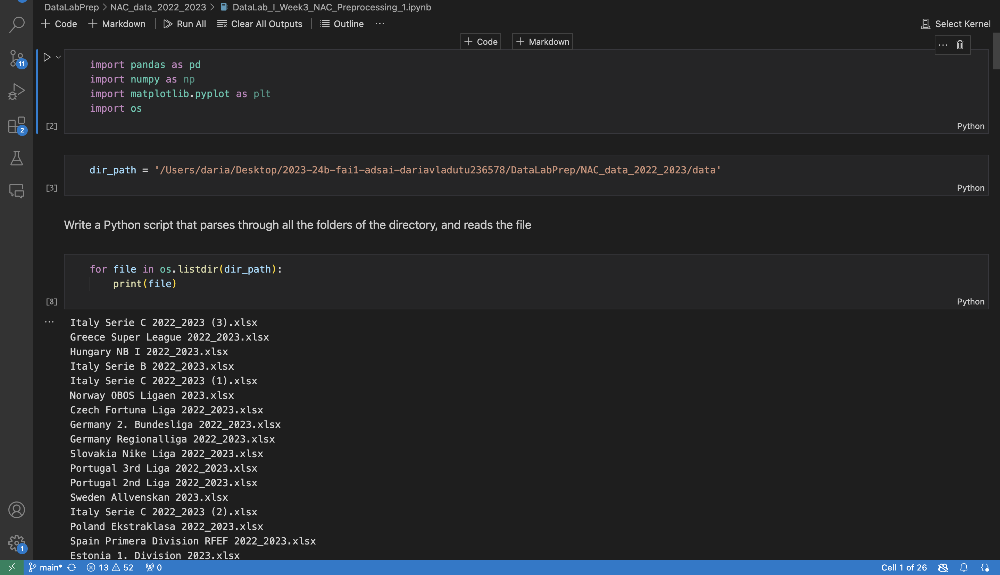 DataLabPrep > NAC_data_2022_2023 > DataLab_I_Week3_NAC_Preprocessing_1.ipynb
+ Code + Markdown | Run All Clear All Outputs | Outline ...
Select Kernel
+ Code + Markdown
...
11
2
1
import pandas as pd
import numpy as np
import matplotlib.pyplot as plt
import os
[2]
Python
dir_path = '/Users/daria/Desktop/2023-24b-fai1-adsai-dariavladutu236578/DataLabPrep/NAC_data_2022_2023/data'
[3]
Python
Write a Python script that parses through all the folders of the directory, and reads the file
for file in os.listdir(dir_path):
    print(file)
[8]
Python
...
Italy Serie C 2022_2023 (3).xlsx
Greece Super League 2022_2023.xlsx
Hungary NB I 2022_2023.xlsx
Italy Serie B 2022_2023.xlsx
Italy Serie C 2022_2023 (1).xlsx
Norway OBOS Ligaen 2023.xlsx
Czech Fortuna Liga 2022_2023.xlsx
Germany 2. Bundesliga 2022_2023.xlsx
Germany Regionalliga 2022_2023.xlsx
Slovakia Nike Liga 2022_2023.xlsx
Portugal 3rd Liga 2022_2023.xlsx
Portugal 2nd Liga 2022_2023.xlsx
Sweden Allvenskan 2023.xlsx
Italy Serie C 2022_2023 (2).xlsx
Poland Ekstraklasa 2022_2023.xlsx
Spain Primera Division RFEF 2022_2023.xlsx
Estonia 1. Division 2023.xlsx
main* 13 52 0
Cell 1 of 26